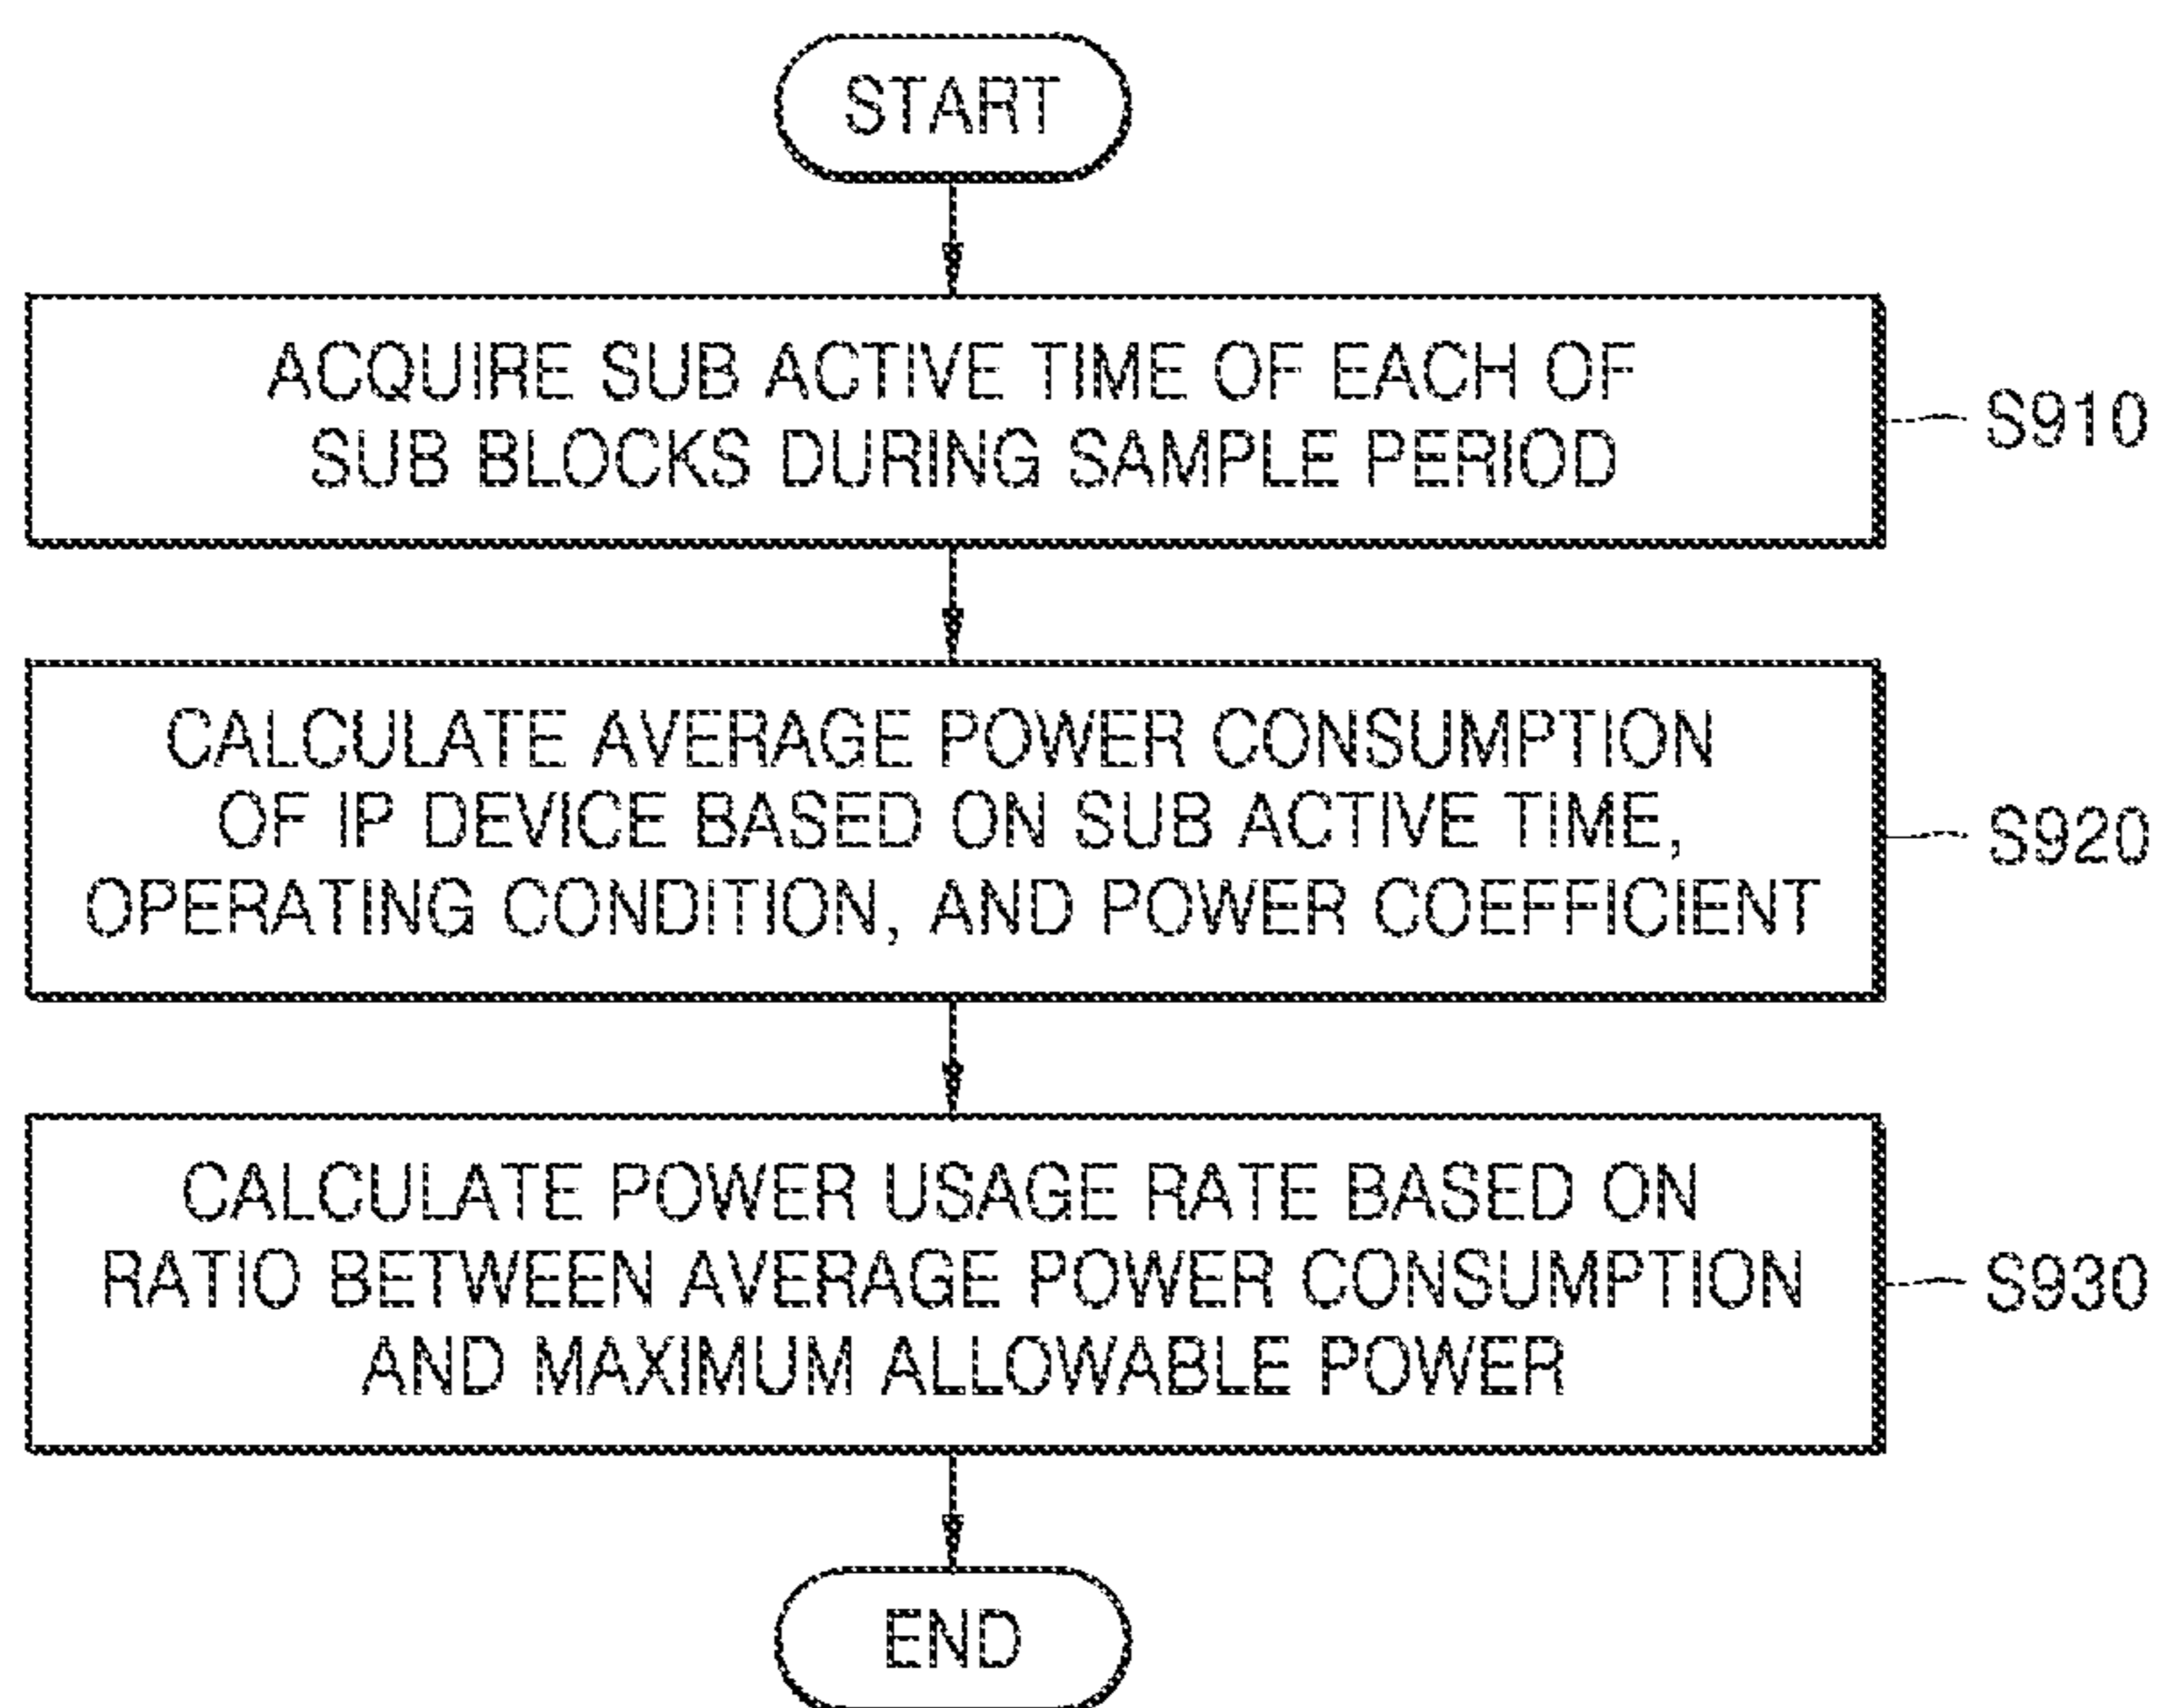 START
ACQUIRE SUB ACTIVE TIME OF EACH OF
SUB BLOCKS DURING SAMPLE PERIOD
S910
CALCULATE AVERAGE POWER CONSUMPTION
OF IP DEVICE BASED ON SUB ACTIVE TIME,
OPERATING CONDITION, AND POWER COEFFICIENT
S920
CALCULATE POWER USAGE RATE BASED ON
RATIO BETWEEN AVERAGE POWER CONSUMPTION
AND MAXIMUM ALLOWABLE POWER
S930
END